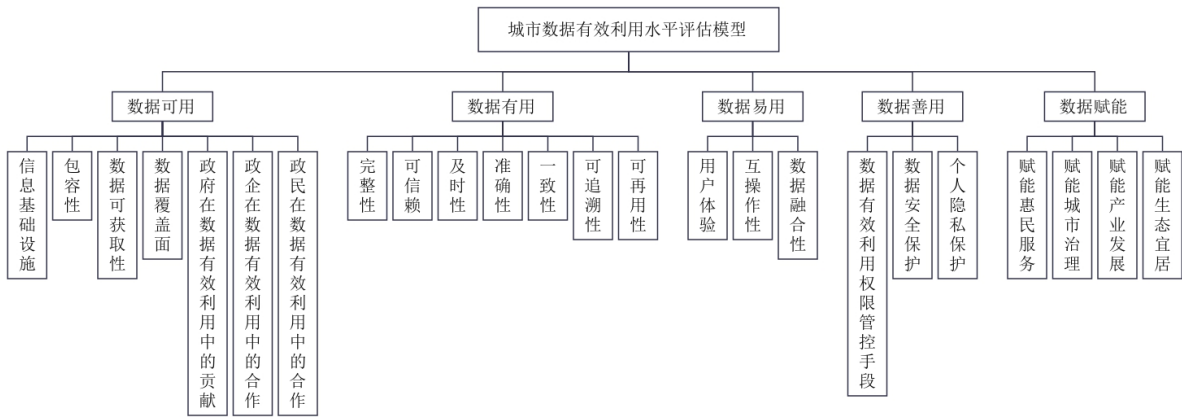 城市数据有效利用水平评估模型
数据可用
数据有用
数据易用
数据善用
数据赋能
信息基础设施
包容性
数据可获取性
数据覆盖面
政府在数据有效利用中的贡献
政企在数据有效利用中的合作
政民在数据有效利用中的合作
完整性
可信赖
及时性
准确性
一致性
可追溯性
可再用性
用户体验
互操作性
数据融合性
数据有效利用权限管控手段
数据安全保护
个人隐私保护
赋能惠民服务
赋能城市治理
赋能产业发展
赋能生态宜居